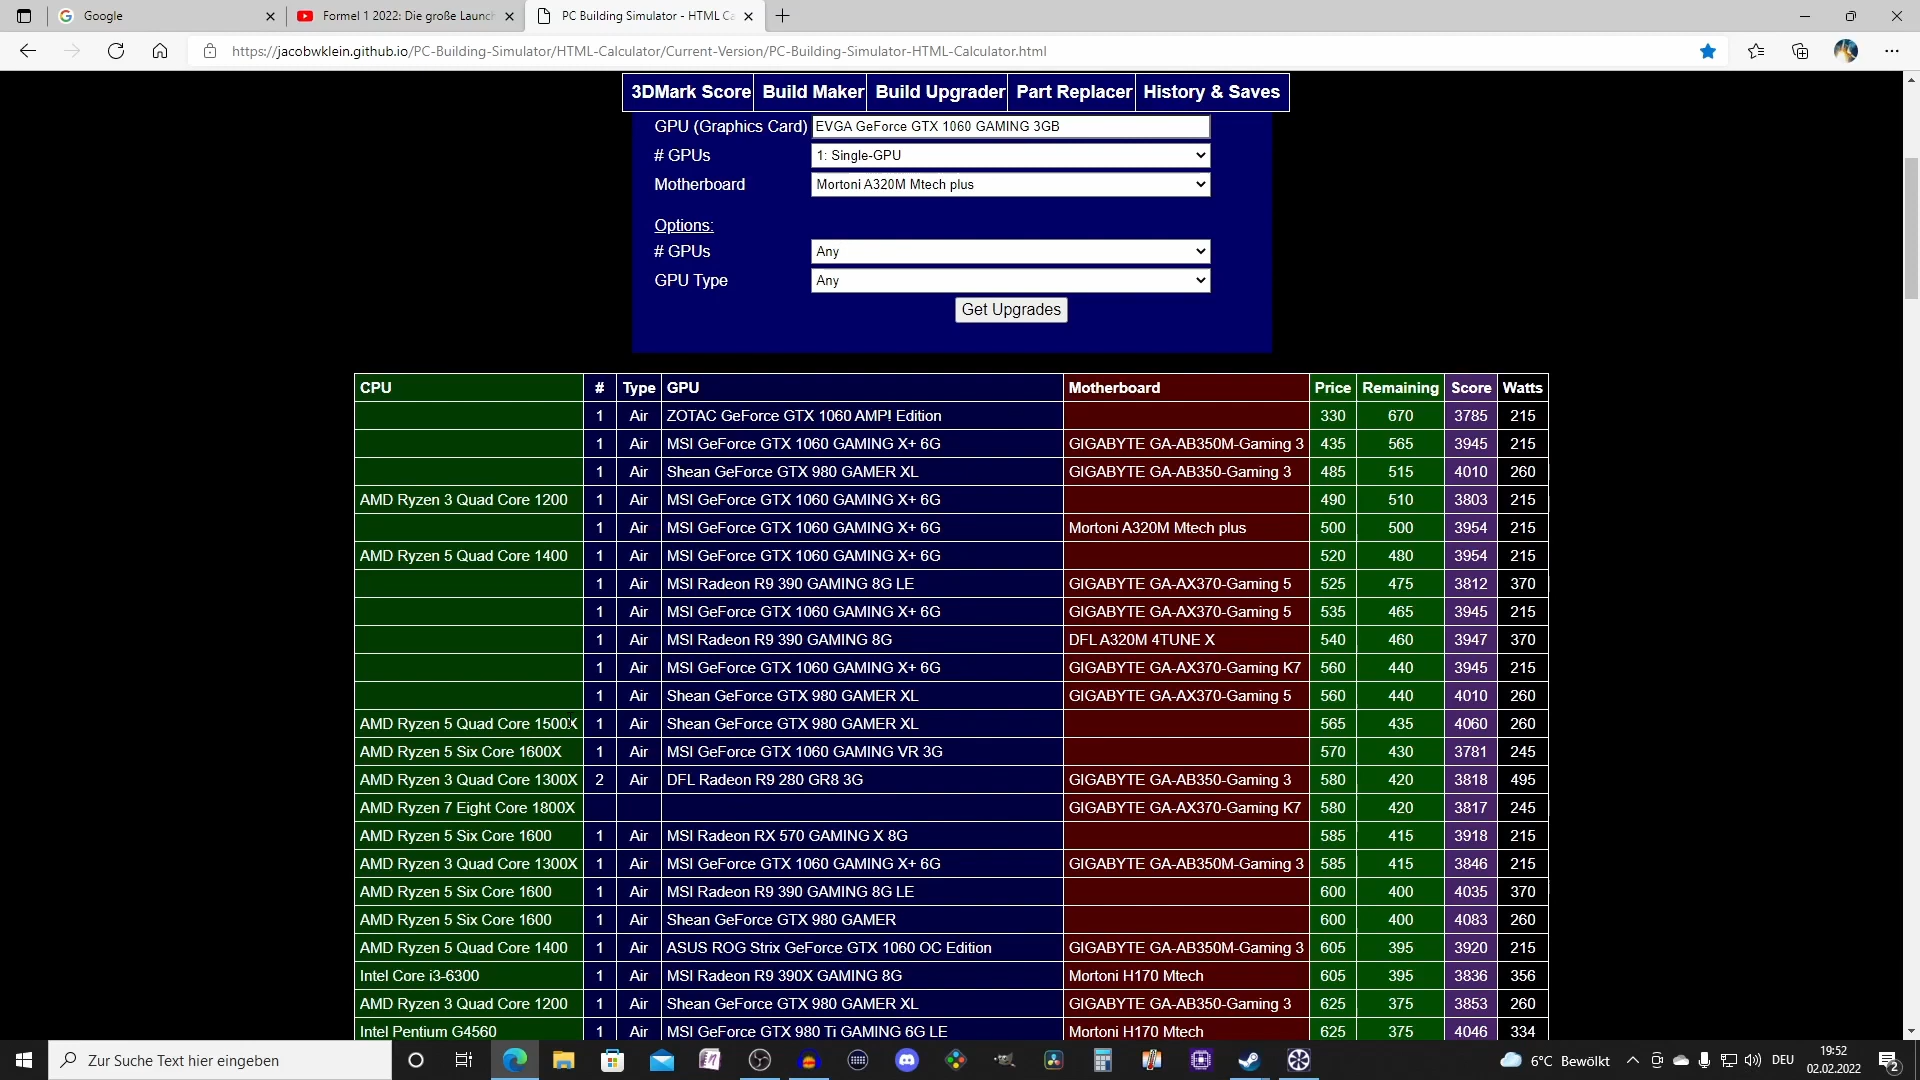 Google
Formel 1 2022: Die große Launch
PC Building Simulator - HTML Ca
https://jacobwklein.github.io/PC-Building-Simulator/HTML-Calculator/Current-Version/PC-Building-Simulator-HTML-Calculator.html
3DMark Score Build Maker Build Upgrader Part Replacer History & Saves
GPU (Graphics Card) EVGA GeForce GTX 1060 GAMING 3GB
# GPUs 1: Single-GPU
Motherboard Mortoni A320M Mtech plus
Options:
# GPUs Any
GPU Type Any
Get Upgrades
CPU # Type GPU Motherboard Price Remaining Score Watts
1 Air ZOTAC GeForce GTX 1060 AMP! Edition 330 670 3785 215
1 Air MSI GeForce GTX 1060 GAMING X+ 6G GIGABYTE GA-AB350M-Gaming 3 435 565 3945 215
1 Air Shean GeForce GTX 980 GAMER XL GIGABYTE GA-AB350-Gaming 3 485 515 4010 260
AMD Ryzen 3 Quad Core 1200 1 Air MSI GeForce GTX 1060 GAMING X+ 6G 490 510 3803 215
1 Air MSI GeForce GTX 1060 GAMING X+ 6G Mortoni A320M Mtech plus 500 500 3954 215
AMD Ryzen 5 Quad Core 1400 1 Air MSI GeForce GTX 1060 GAMING X+ 6G 520 480 3954 215
1 Air MSI Radeon R9 390 GAMING 8G LE GIGABYTE GA-AX370-Gaming 5 525 475 3812 370
1 Air MSI GeForce GTX 1060 GAMING X+ 6G GIGABYTE GA-AX370-Gaming 5 535 465 3945 215
1 Air MSI Radeon R9 390 GAMING 8G DFL A320M 4TUNE X 540 460 3947 370
1 Air MSI GeForce GTX 1060 GAMING X+ 6G GIGABYTE GA-AX370-Gaming K7 560 440 3945 215
1 Air Shean GeForce GTX 980 GAMER XL GIGABYTE GA-AX370-Gaming 5 560 440 4010 260
AMD Ryzen 5 Quad Core 1500X 1 Air Shean GeForce GTX 980 GAMER XL 565 435 4060 260
AMD Ryzen 5 Six Core 1600X 1 Air MSI GeForce GTX 1060 GAMING VR 3G 570 430 3781 245
AMD Ryzen 3 Quad Core 1300X 2 Air DFL Radeon R9 280 GR8 3G GIGABYTE GA-AB350-Gaming 3 580 420 3818 495
AMD Ryzen 7 Eight Core 1800X GIGABYTE GA-AX370-Gaming K7 580 420 3817 245
AMD Ryzen 5 Six Core 1600 1 Air MSI Radeon RX 570 GAMING X 8G 585 415 3918 215
AMD Ryzen 3 Quad Core 1300X 1 Air MSI GeForce GTX 1060 GAMING X+ 6G GIGABYTE GA-AB350M-Gaming 3 585 415 3846 215
AMD Ryzen 5 Six Core 1600 1 Air MSI Radeon R9 390 GAMING 8G LE 600 400 4035 370
AMD Ryzen 5 Six Core 1600 1 Air Shean GeForce GTX 980 GAMER 600 400 4083 260
AMD Ryzen 5 Quad Core 1400 1 Air ASUS ROG Strix GeForce GTX 1060 OC Edition GIGABYTE GA-AB350M-Gaming 3 605 395 3920 215
Intel Core i3-6300 1 Air MSI Radeon R9 390X GAMING 8G Mortoni H170 Mtech 605 395 3836 356
AMD Ryzen 3 Quad Core 1200 1 Air Shean GeForce GTX 980 GAMER XL GIGABYTE GA-AB350-Gaming 3 625 375 3853 260
Intel Pentium G4560 1 Air MSI GeForce GTX 980 Ti GAMING 6G LE Mortoni H170 Mtech 625 375 4046 334
Zur Suche Text hier eingeben
6°C Bewölkt
DEU
19:52
02.02.2022
2